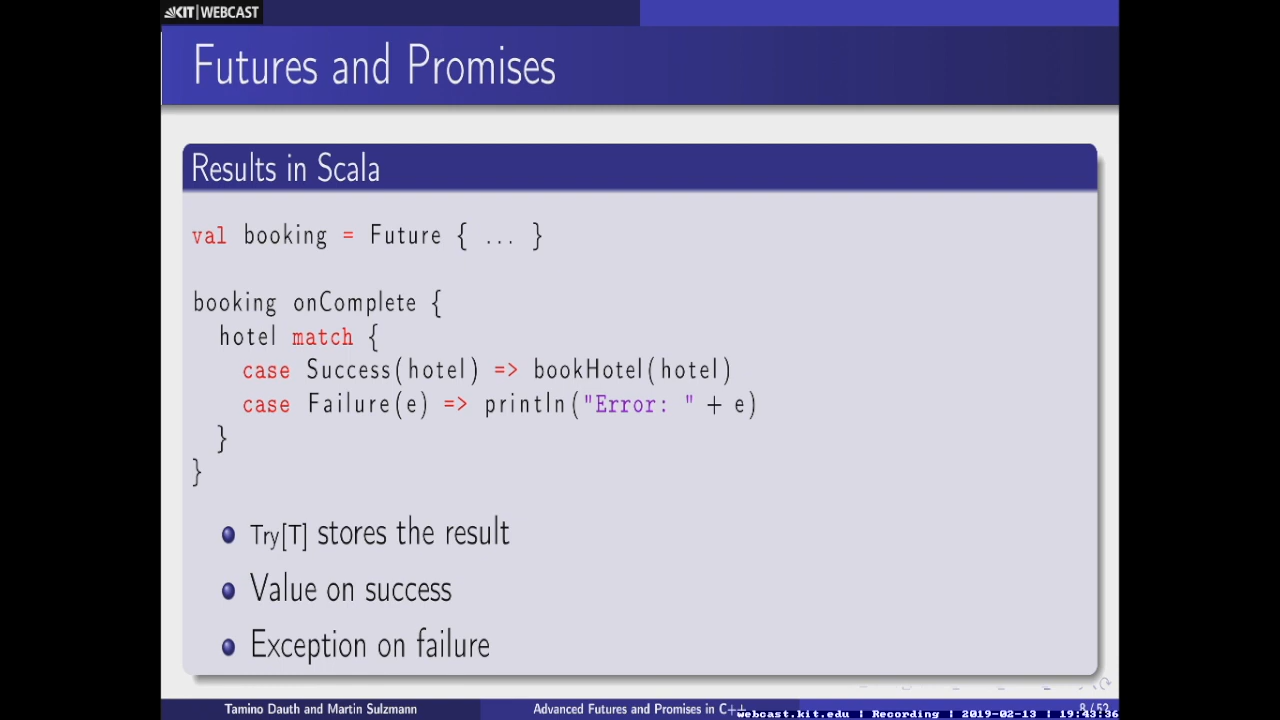 KIT | WEBCAST
Futures and Promises
Results in Scala
val booking = Future { ... }
booking onComplete {
hotel match {
case Success(hotel) => bookHotel(hotel)
case Failure(e) => println("Error: " + e)
}
}
Try[T] stores the result
Value on success
Exception on failure
Tamino Dauth and Martin Sulzmann
Advanced Futures and Promises in C++
8/52
webcast.kit.edu | Recording | 2019-02-13 | 19:43:36